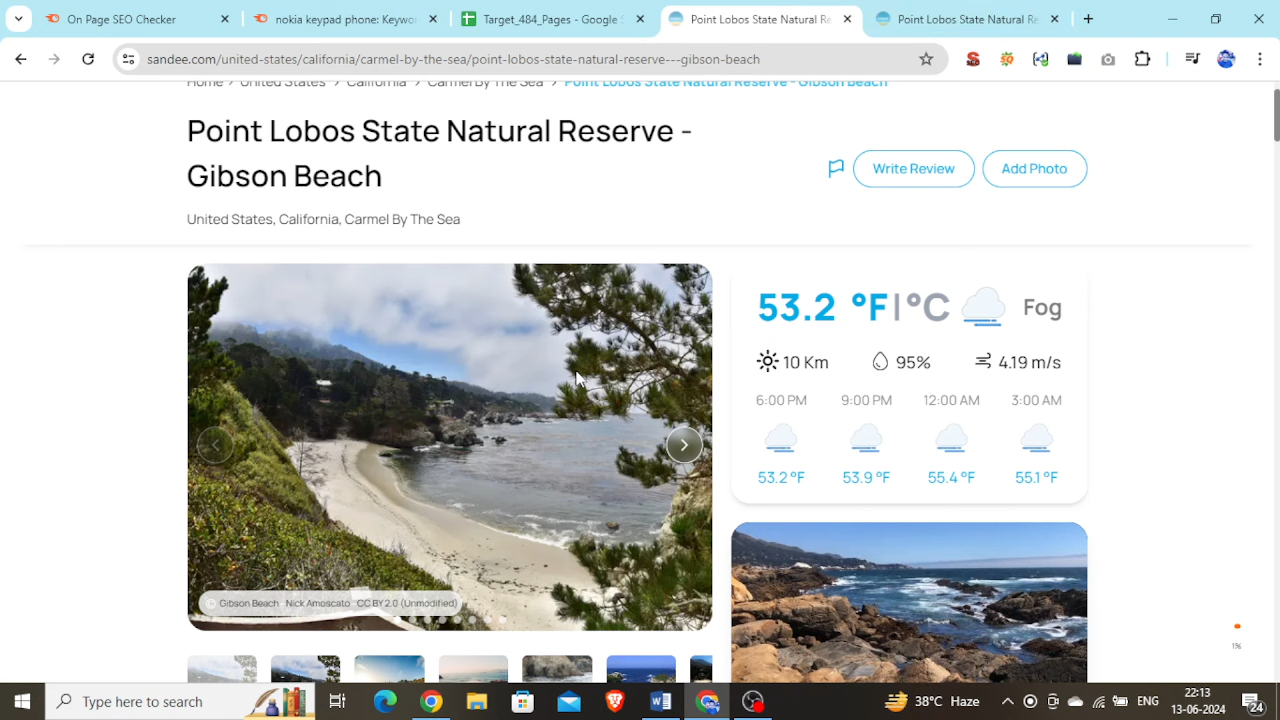 On Page SEO Checker
nokia keypad phone: Keywo
Target_484_Pages - Google S
Point Lobos State Natural Re
Point Lobos State Natural Re
sandee.com/united-states/california/carmel-by-the-sea/point-lobos-state-natural-reserve---gibson-beach
Home > United States > California > Carmel By The Sea > Point Lobos State Natural Reserve - Gibson Beach
Point Lobos State Natural Reserve -
Gibson Beach
Write Review
Add Photo
United States, California, Carmel By The Sea
53.2 °F|°C
Fog
10 Km
95%
4.19 m/s
6:00 PM
9:00 PM
12:00 AM
3:00 AM
53.2 °F
53.9 °F
55.4 °F
55.1 °F
Gibson Beach Nick Amoscato CC BY 2.0 (Unmodified)
1%
Type here to search
38°C Haze
ENG
22:13
13-06-2024
24